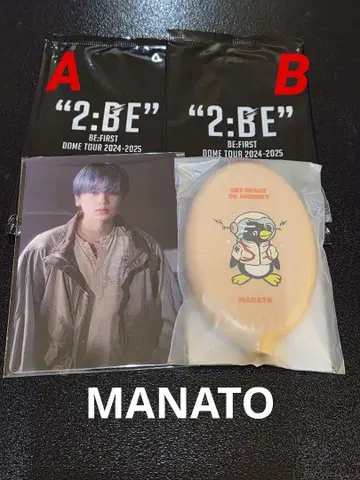 A
B
“2:BE”
BE:FIRST
DOME TOUR 2024-2025
“2:BE”
BE:FIRST
DOME TOUR 2024-2025
GET READY
TO JOURNEY
MANATO
MANATO